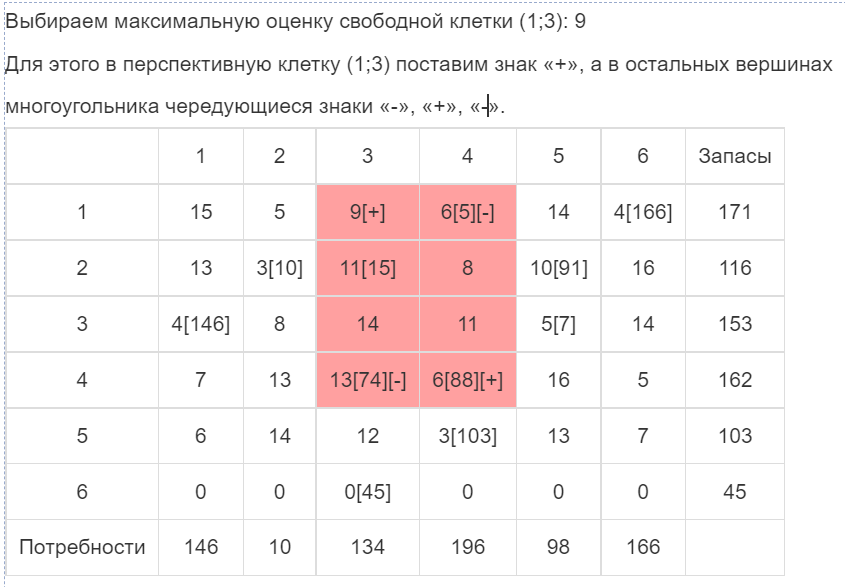 Выбираем максимальную оценку свободной клетки (1;3): 9
Для этого в перспективную клетку (1;3) поставим знак «+», а в остальных вершинах
многоугольника чередующиеся знаки «-», «+», «-».
1 2 3 4 5 6 Запасы
1 15 5 9[+] 6[5][-] 14 4[166] 171
2 13 3[10] 11[15] 8 10[91] 16 116
3 4[146] 8 14 11 5[7] 14 153
4 7 13 13[74][-] 6[88][+] 16 5 162
5 6 14 12 3[103] 13 7 103
6 0 0 0[45] 0 0 0 45
Потребности 146 10 134 196 98 166